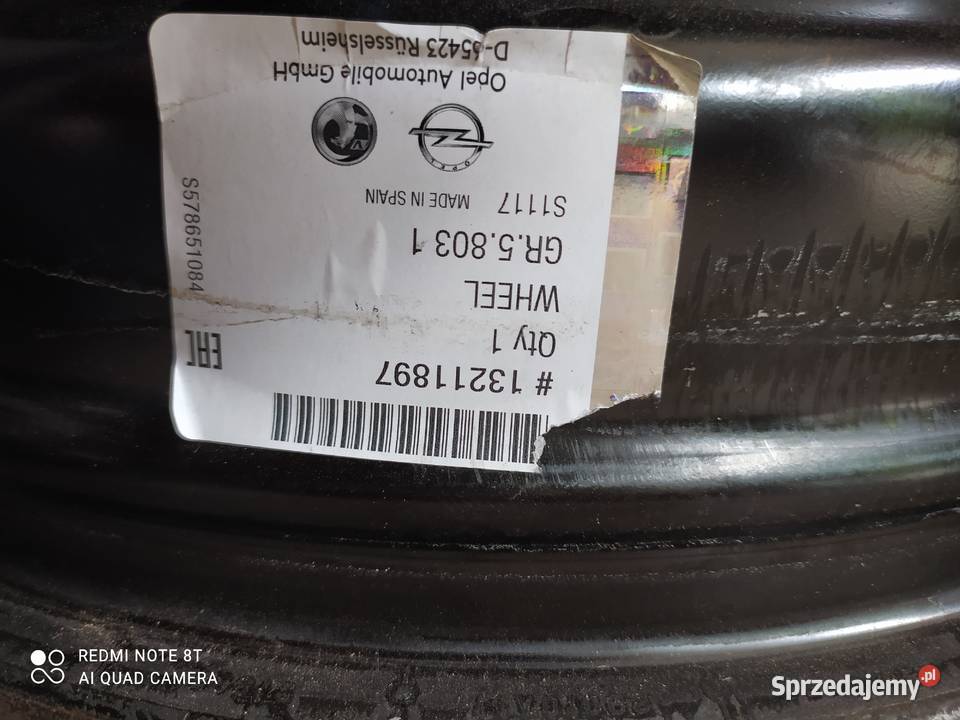 # 13211897
Qty 1
WHEEL
GR.5.803 1
S1117 MADE IN SPAIN
OPEL
Opel Automobile GmbH
D-65423 Rüsselsheim
EAC
S578651084
REDMI NOTE 8T
AI QUAD CAMERA
Sprzedajemy.pl